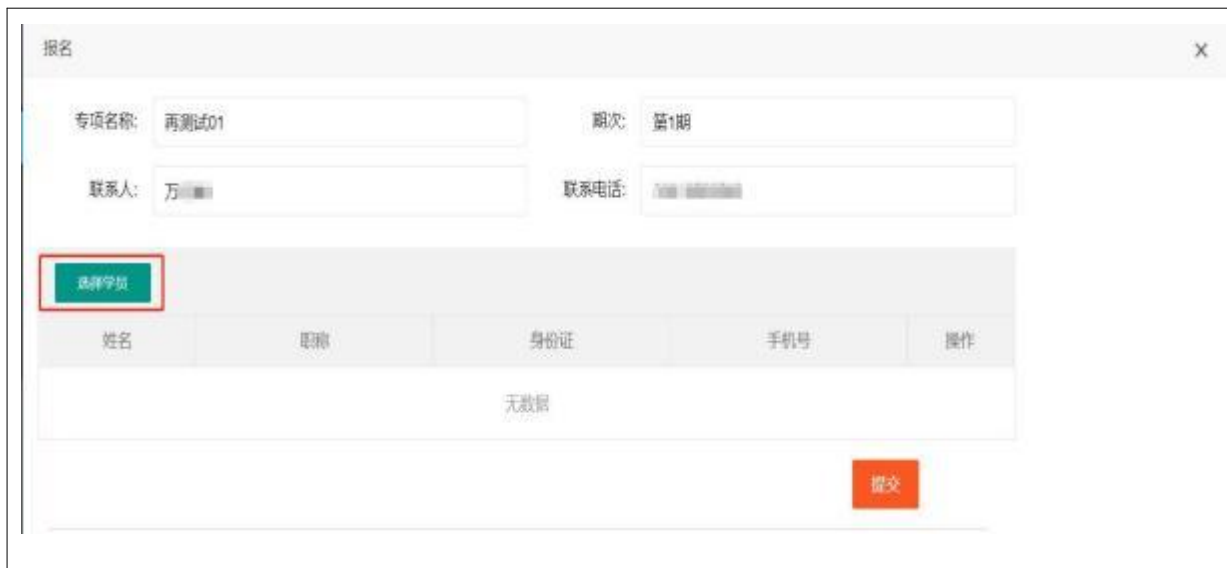 报名
专项名称: 再测试01 期次: 第1期
联系人: 万 联系电话:
选择学员
姓名 职称 身份证 手机号 操作
无数据
提交